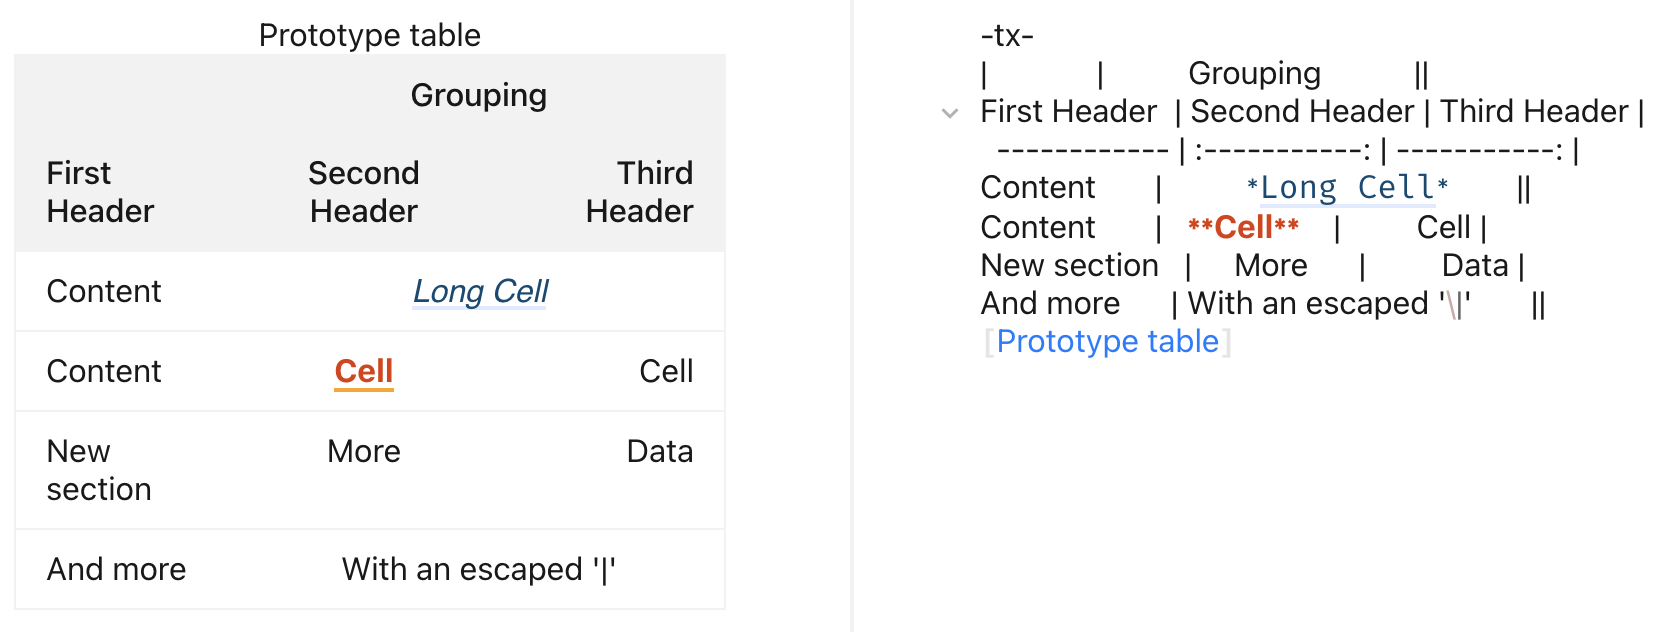 Prototype table
Grouping
First Header
Second Header
Third Header
Content
Long Cell
Content
Cell
Cell
New section
More
Data
And more
With an escaped '|'
-tx-
|             |          Grouping           ||
First Header  | Second Header | Third Header |
 ------------ | :-----------: | -----------: |
Content       |          *Long Cell*        ||
Content       |   **Cell**    |         Cell |
New section   |     More      |         Data |
And more      | With an escaped '\|'         ||
[Prototype table]